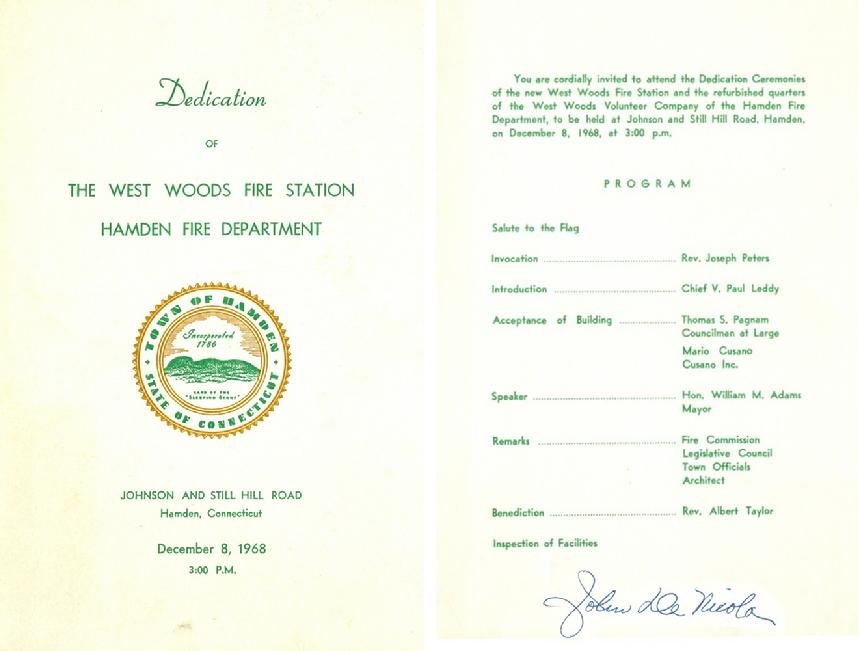 Dedication
OF
THE WEST WOODS FIRE STATION
HAMDEN FIRE DEPARTMENT
TOWN OF HAMDEN
Incorporated
1786
LAND OF THE
"SLEEPING GIANT"
STATE OF CONNECTICUT
JOHNSON AND STILL HILL ROAD
Hamden, Connecticut
December 8, 1968
3:00 P.M.
You are cordially invited to attend the Dedication Ceremonies
of the new West Woods Fire Station and the refurbished quarters
of the West Woods Volunteer Company of the Hamden Fire
Department, to be held at Johnson and Still Hill Road, Hamden,
on December 8, 1968, at 3:00 p.m.
PROGRAM
Salute to the Flag
Invocation ........................................ Rev. Joseph Peters
Introduction ...................................... Chief V. Paul Leddy
Acceptance of Building ................. Thomas S. Pagnam
Councilman at Large
Mario Cusano
Cusano Inc.
Speaker ........................................... Hon. William M. Adams
Mayor
Remarks .......................................... Fire Commission
Legislative Council
Town Officials
Architect
Benediction ...................................... Rev. Albert Taylor
Inspection of Facilities
John De Nicola